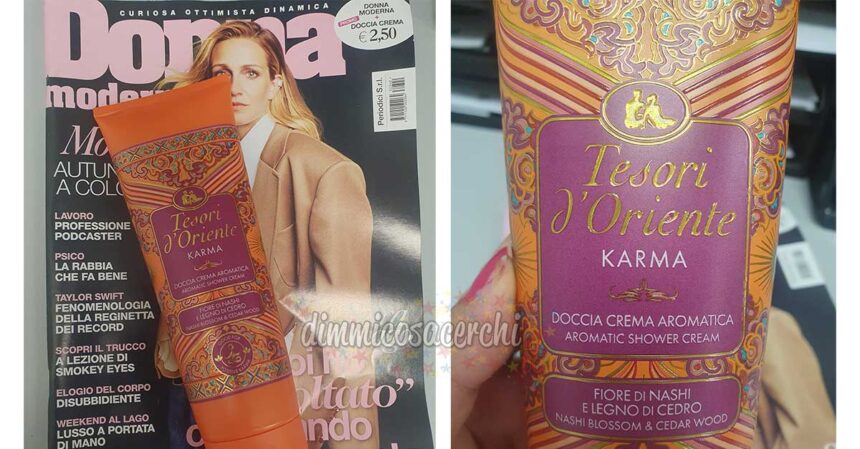 CURIOSA OTTIMISTA DINAMICA
Donna
moder
PROMO
DONNA
MODERNA
+
DOCCIA CREMA
€ 2,50
Periodici S.r.l.
AUTUN
A COLO
LAVORO
PROFESSIONE
PODCASTER
PSICO
LA RABBIA
CHE FA BENE
TAYLOR SWIFT
FENOMENOLOGIA
DELLA REGINETTA
DEI RECORD
SCOPRI IL TRUCCO
A LEZIONE DI
SMOKEY EYES
ELOGIO DEL CORPO
DISUBBIDIENTE
WEEKEND AL LAGO
LUSSO A PORTATA
DI MANO
oltato”
ando
Tesori
d'Oriente
KARMA
DOCCIA CREMA AROMATICA
AROMATIC SHOWER CREAM
FIORE DI NASHI
E LEGNO DI CEDRO
NASHI BLOSSOM & CEDAR WOOD
dimmicosacerchi
Tesori
d'Oriente
KARMA
DOCCIA CREMA AROMATICA
AROMATIC SHOWER CREAM
FIORE DI NASHI
E LEGNO DI CEDRO
NASHI BLOSSOM & CEDAR WOOD